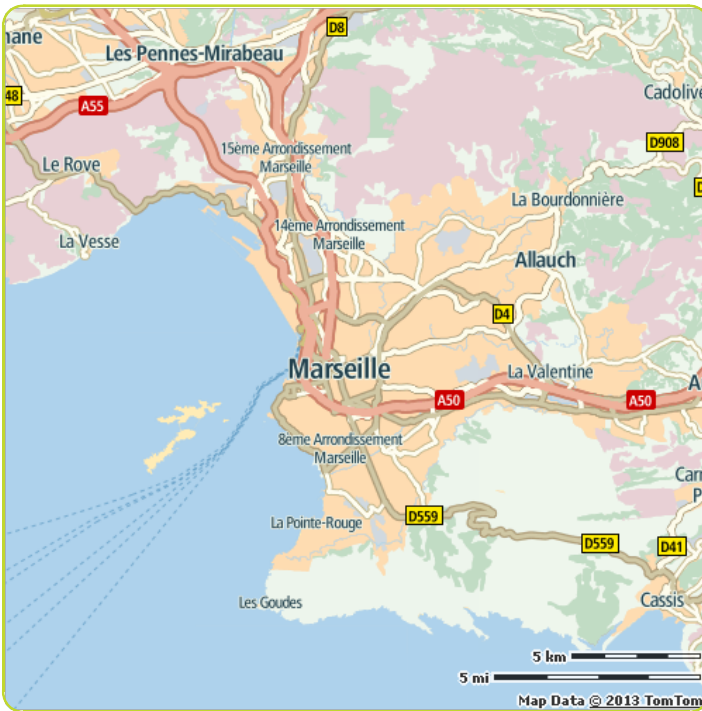 nane
D8
Les Pennes-Mirabeau
48
A55
Cadolive
D908
15ème Arrondissement
Marseille
Le Rove
D
La Bourdonnière
14ème Arrondissement
Marseille
La Vesse
Allauch
D4
Marseille
La Valentine
A
A50
A50
8ème Arrondissement
Marseille
Carn
P
D559
La Pointe-Rouge
D559
D41
Les Goudes
Cassis
5 km
5 mi
Map Data © 2013 TomTom